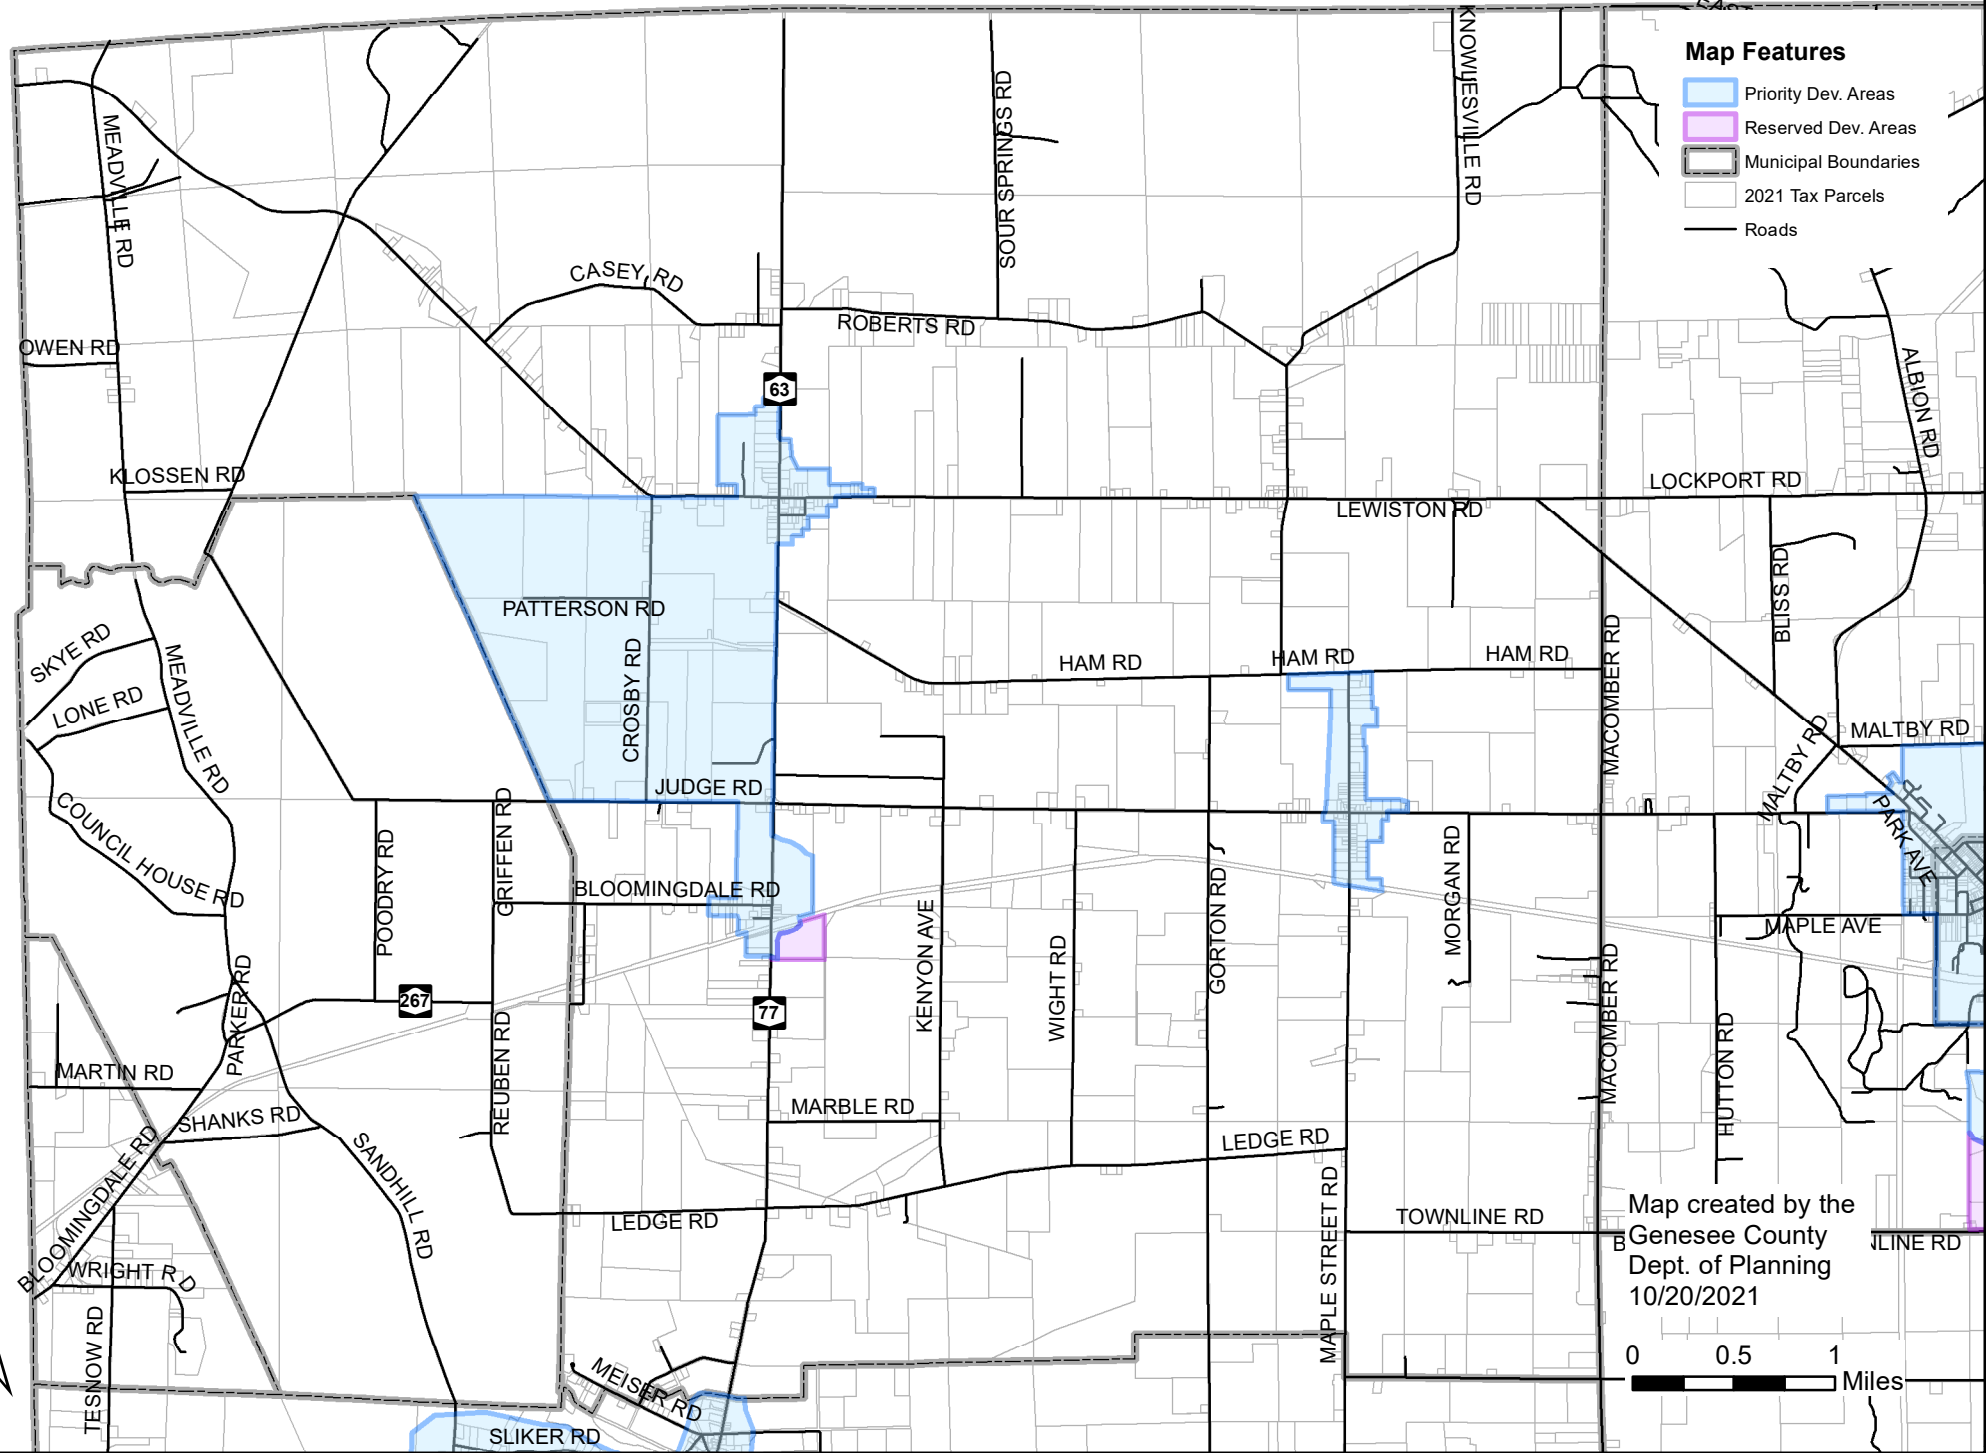 EAST
KNOWLESVILLE RD
Map Features
Priority Dev. Areas
Reserved Dev. Areas
Municipal Boundaries
2021 Tax Parcels
Roads
MEADVILLE RD
SOUR SPRINGS RD
CASEY RD
ROBERTS RD
OWEN RD
63
ALBION RD
KLOSSEN RD
LOCKPORT RD
LEWISTON RD
PATTERSON RD
BLISS RD
SKYE RD
MEADVILLE RD
CROSBY RD
HAM RD
HAM RD
HAM RD
MACOMBER RD
LONE RD
MALTBY RD
MALTBY RD
JUDGE RD
COUNCIL HOUSE RD
POODRY RD
GRIFFEN RD
PARK AVE
MORGAN RD
BLOOMINGDALE RD
GORTON RD
KENYON AVE
WIGHT RD
MAPLE AVE
PARKER RD
267
77
MACOMBER RD
REUBEN RD
HUTTON RD
MARTIN RD
SHANKS RD
MARBLE RD
LEDGE RD
BLOOMINGDALE RD
SANDHILL RD
LEDGE RD
MAPLE STREET RD
TOWNLINE RD
B
NLINE RD
WRIGHT RD
TESNOW RD
MEISER RD
SLIKER RD
Map created by the
Genesee County
Dept. of Planning
10/20/2021
0 0.5 1
Miles